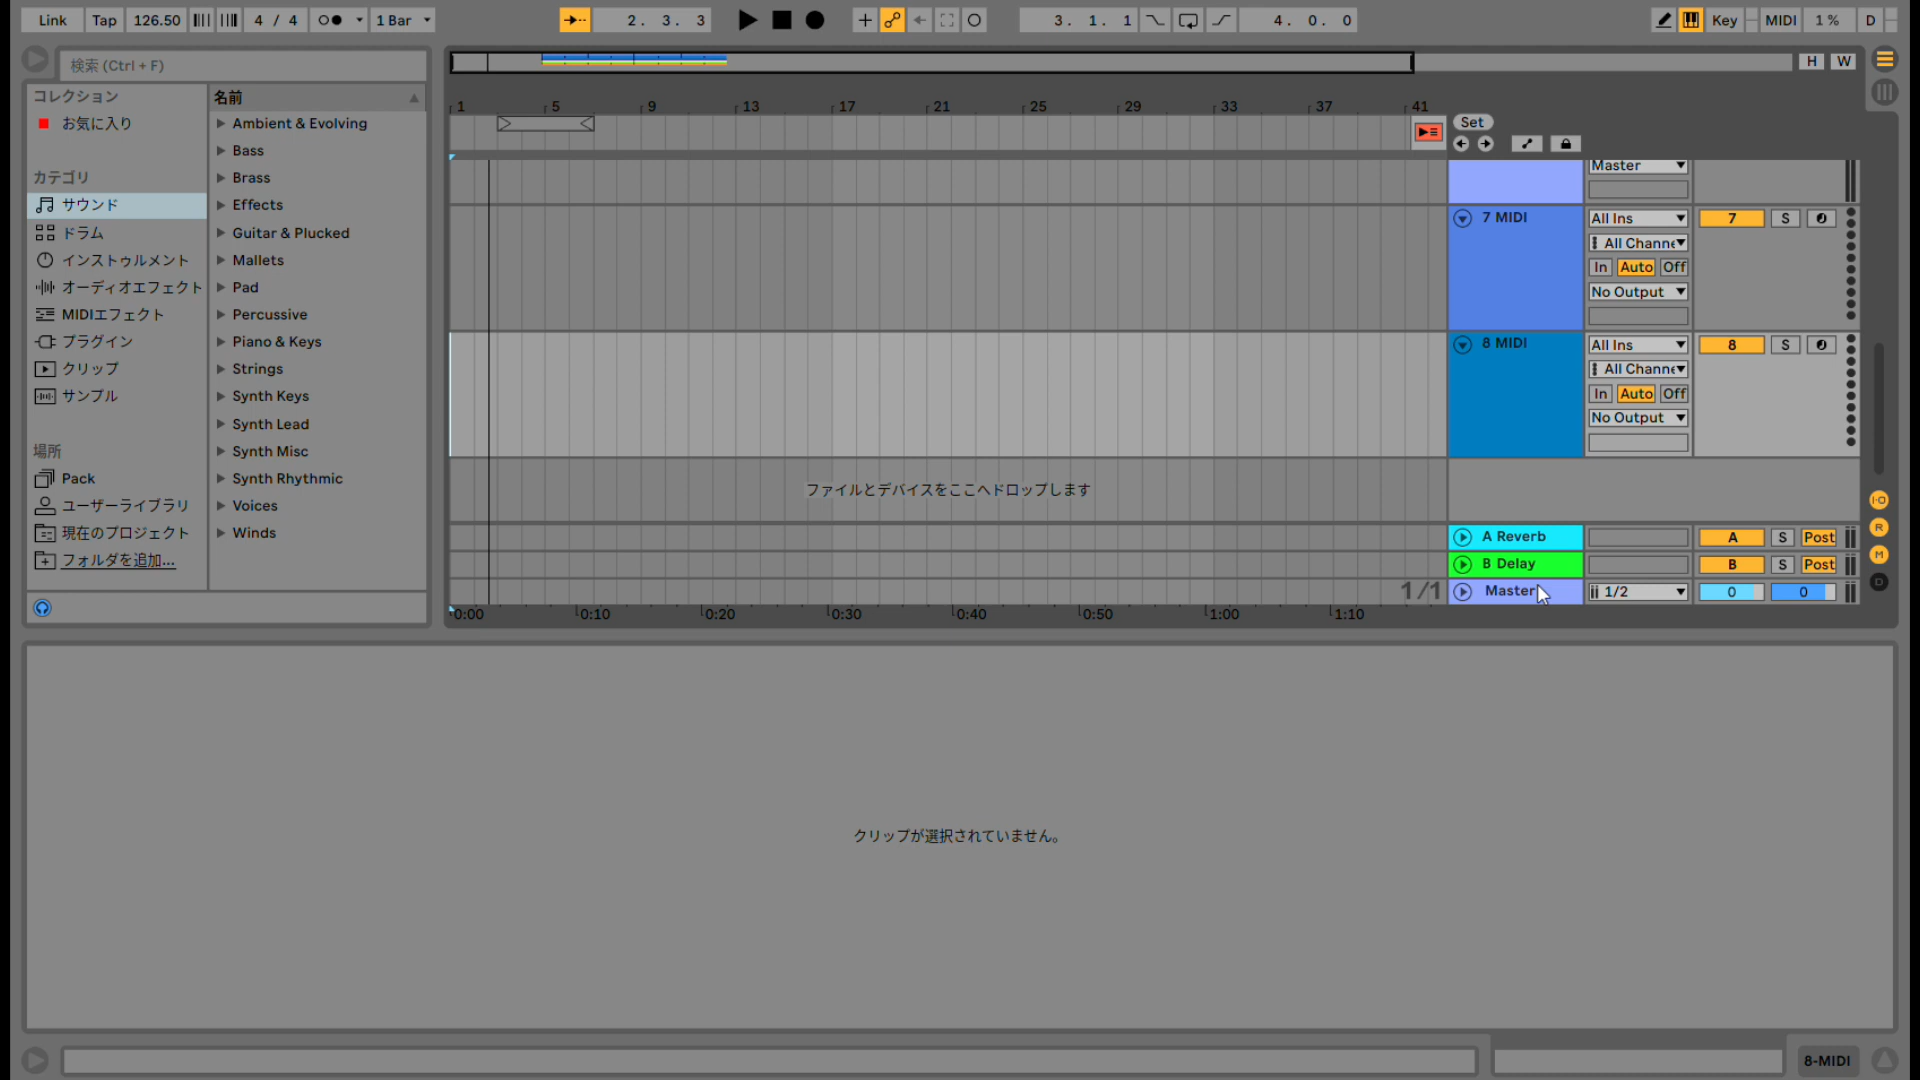 Link Tap 126.50 4 / 4 1 Bar 2. 3. 3 3. 1. 1 4. 0. 0 Key MIDI 1 % D
検索 (Ctrl + F)
H W
コレクション
お気に入り
カテゴリ
サウンド
ドラム
インストゥルメント
オーディオエフェクト
MIDIエフェクト
プラグイン
クリップ
サンプル
場所
Pack
ユーザーライブラリ
現在のプロジェクト
フォルダを追加...
名前
Ambient & Evolving
Bass
Brass
Effects
Guitar & Plucked
Mallets
Pad
Percussive
Piano & Keys
Strings
Synth Keys
Synth Lead
Synth Misc
Synth Rhythmic
Voices
Winds
1 5 9 13 17 21 25 29 33 37 41
Set
Master
7 MIDI All Ins 7 S
All Channe
In Auto Off
No Output
8 MIDI All Ins 8 S
All Channe
In Auto Off
No Output
ファイルとデバイスをここへドロップします
I·O
R
M
D
A Reverb A S Post
B Delay B S Post
1/1 Master 1/2 0 0
0:00 0:10 0:20 0:30 0:40 0:50 1:00 1:10
クリップが選択されていません。
8-MIDI